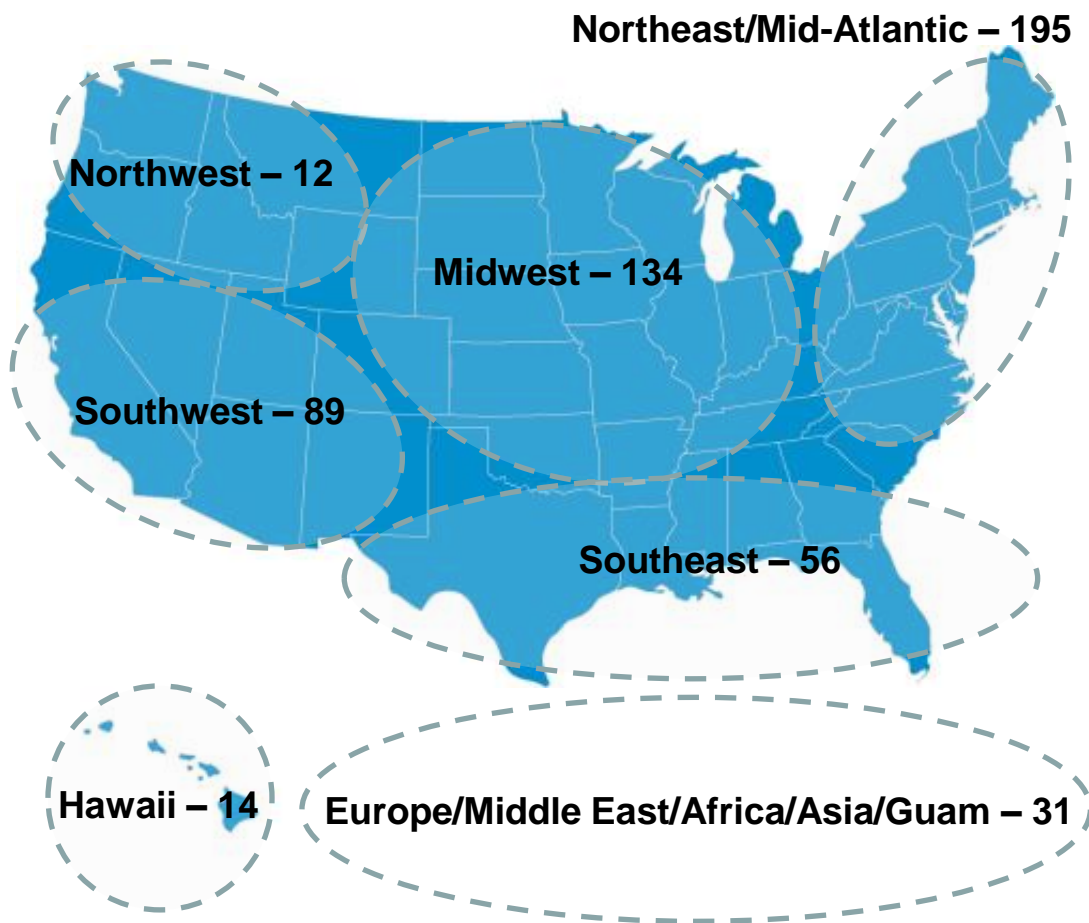 Northeast/Mid-Atlantic – 195
Northwest – 12
Midwest – 134
Southwest – 89
Southeast – 56
Hawaii – 14
Europe/Middle East/Africa/Asia/Guam – 31